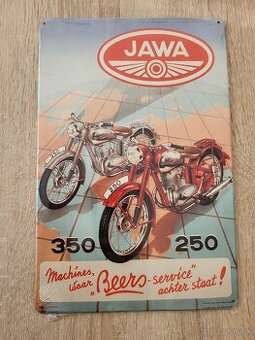 JAWA
350 250
Machines,
waar „Beers-service”
achter staat!